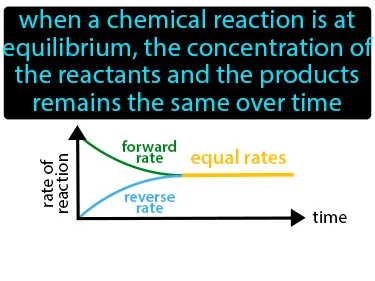 when a chemical reaction is at
equilibrium, the concentration of
the reactants and the products
remains the same over time
forward
rate
equal rates
rate of
reaction
reverse
rate
time